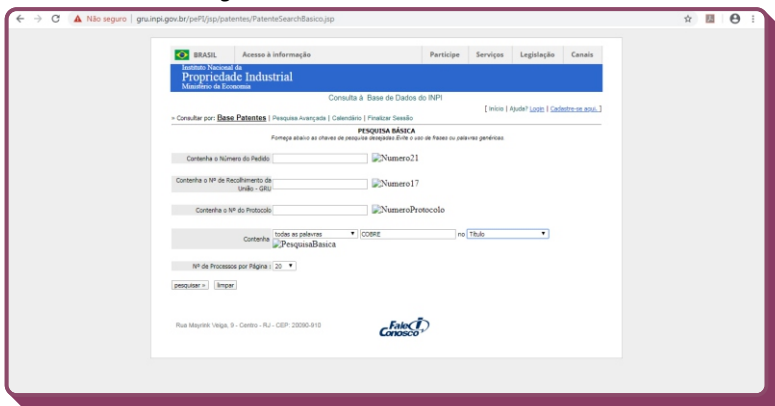 Não seguro | gru.inpi.gov.br/pePI/jsp/patentes/PatenteSearchBasico.jsp
BRASIL Acesso à informação Participe Serviços Legislação Canais
Instituto Nacional da
Propriedade Industrial
Ministério da Economia
Consulta à Base de Dados do INPI
[ Início | Ajuda? Login | Cadastre-se aqui. ]
» Consultar por: Base Patentes | Pesquisa Avançada | Calendário | Finalizar Sessão
PESQUISA BÁSICA
Forneça abaixo as chaves de pesquisa desejadas. Evite o uso de frases ou palavras genéricas.
Contenha o Número do Pedido Numero21
Contenha o Nº de Recolhimento da
União - GRU Numero17
Contenha o Nº do Protocolo NumeroProtocolo
Contenha todas as palavras COBRE no Título
PesquisaBasica
Nº de Processos por Página : 20
pesquisar » limpar
Rua Mayrink Veiga, 9 - Centro - RJ - CEP: 20090-910
Fale Conosco